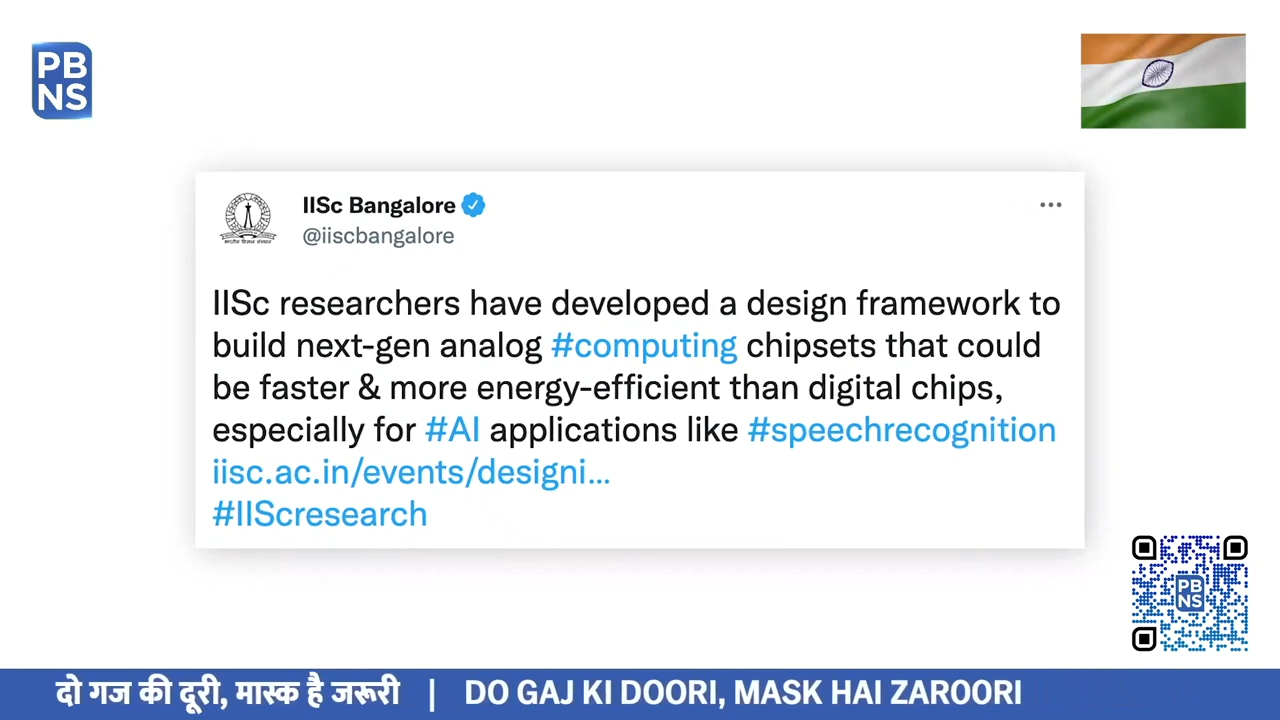 PB
NS
IISc Bangalore
@iiscbangalore
IISc researchers have developed a design framework to
build next-gen analog #computing chipsets that could
be faster & more energy-efficient than digital chips,
especially for #AI applications like #speechrecognition
iisc.ac.in/events/designi...
#IIScresearch
PB
NS
दो गज की दूरी, मास्क है जरूरी | DO GAJ KI DOORI, MASK HAI ZAROORI